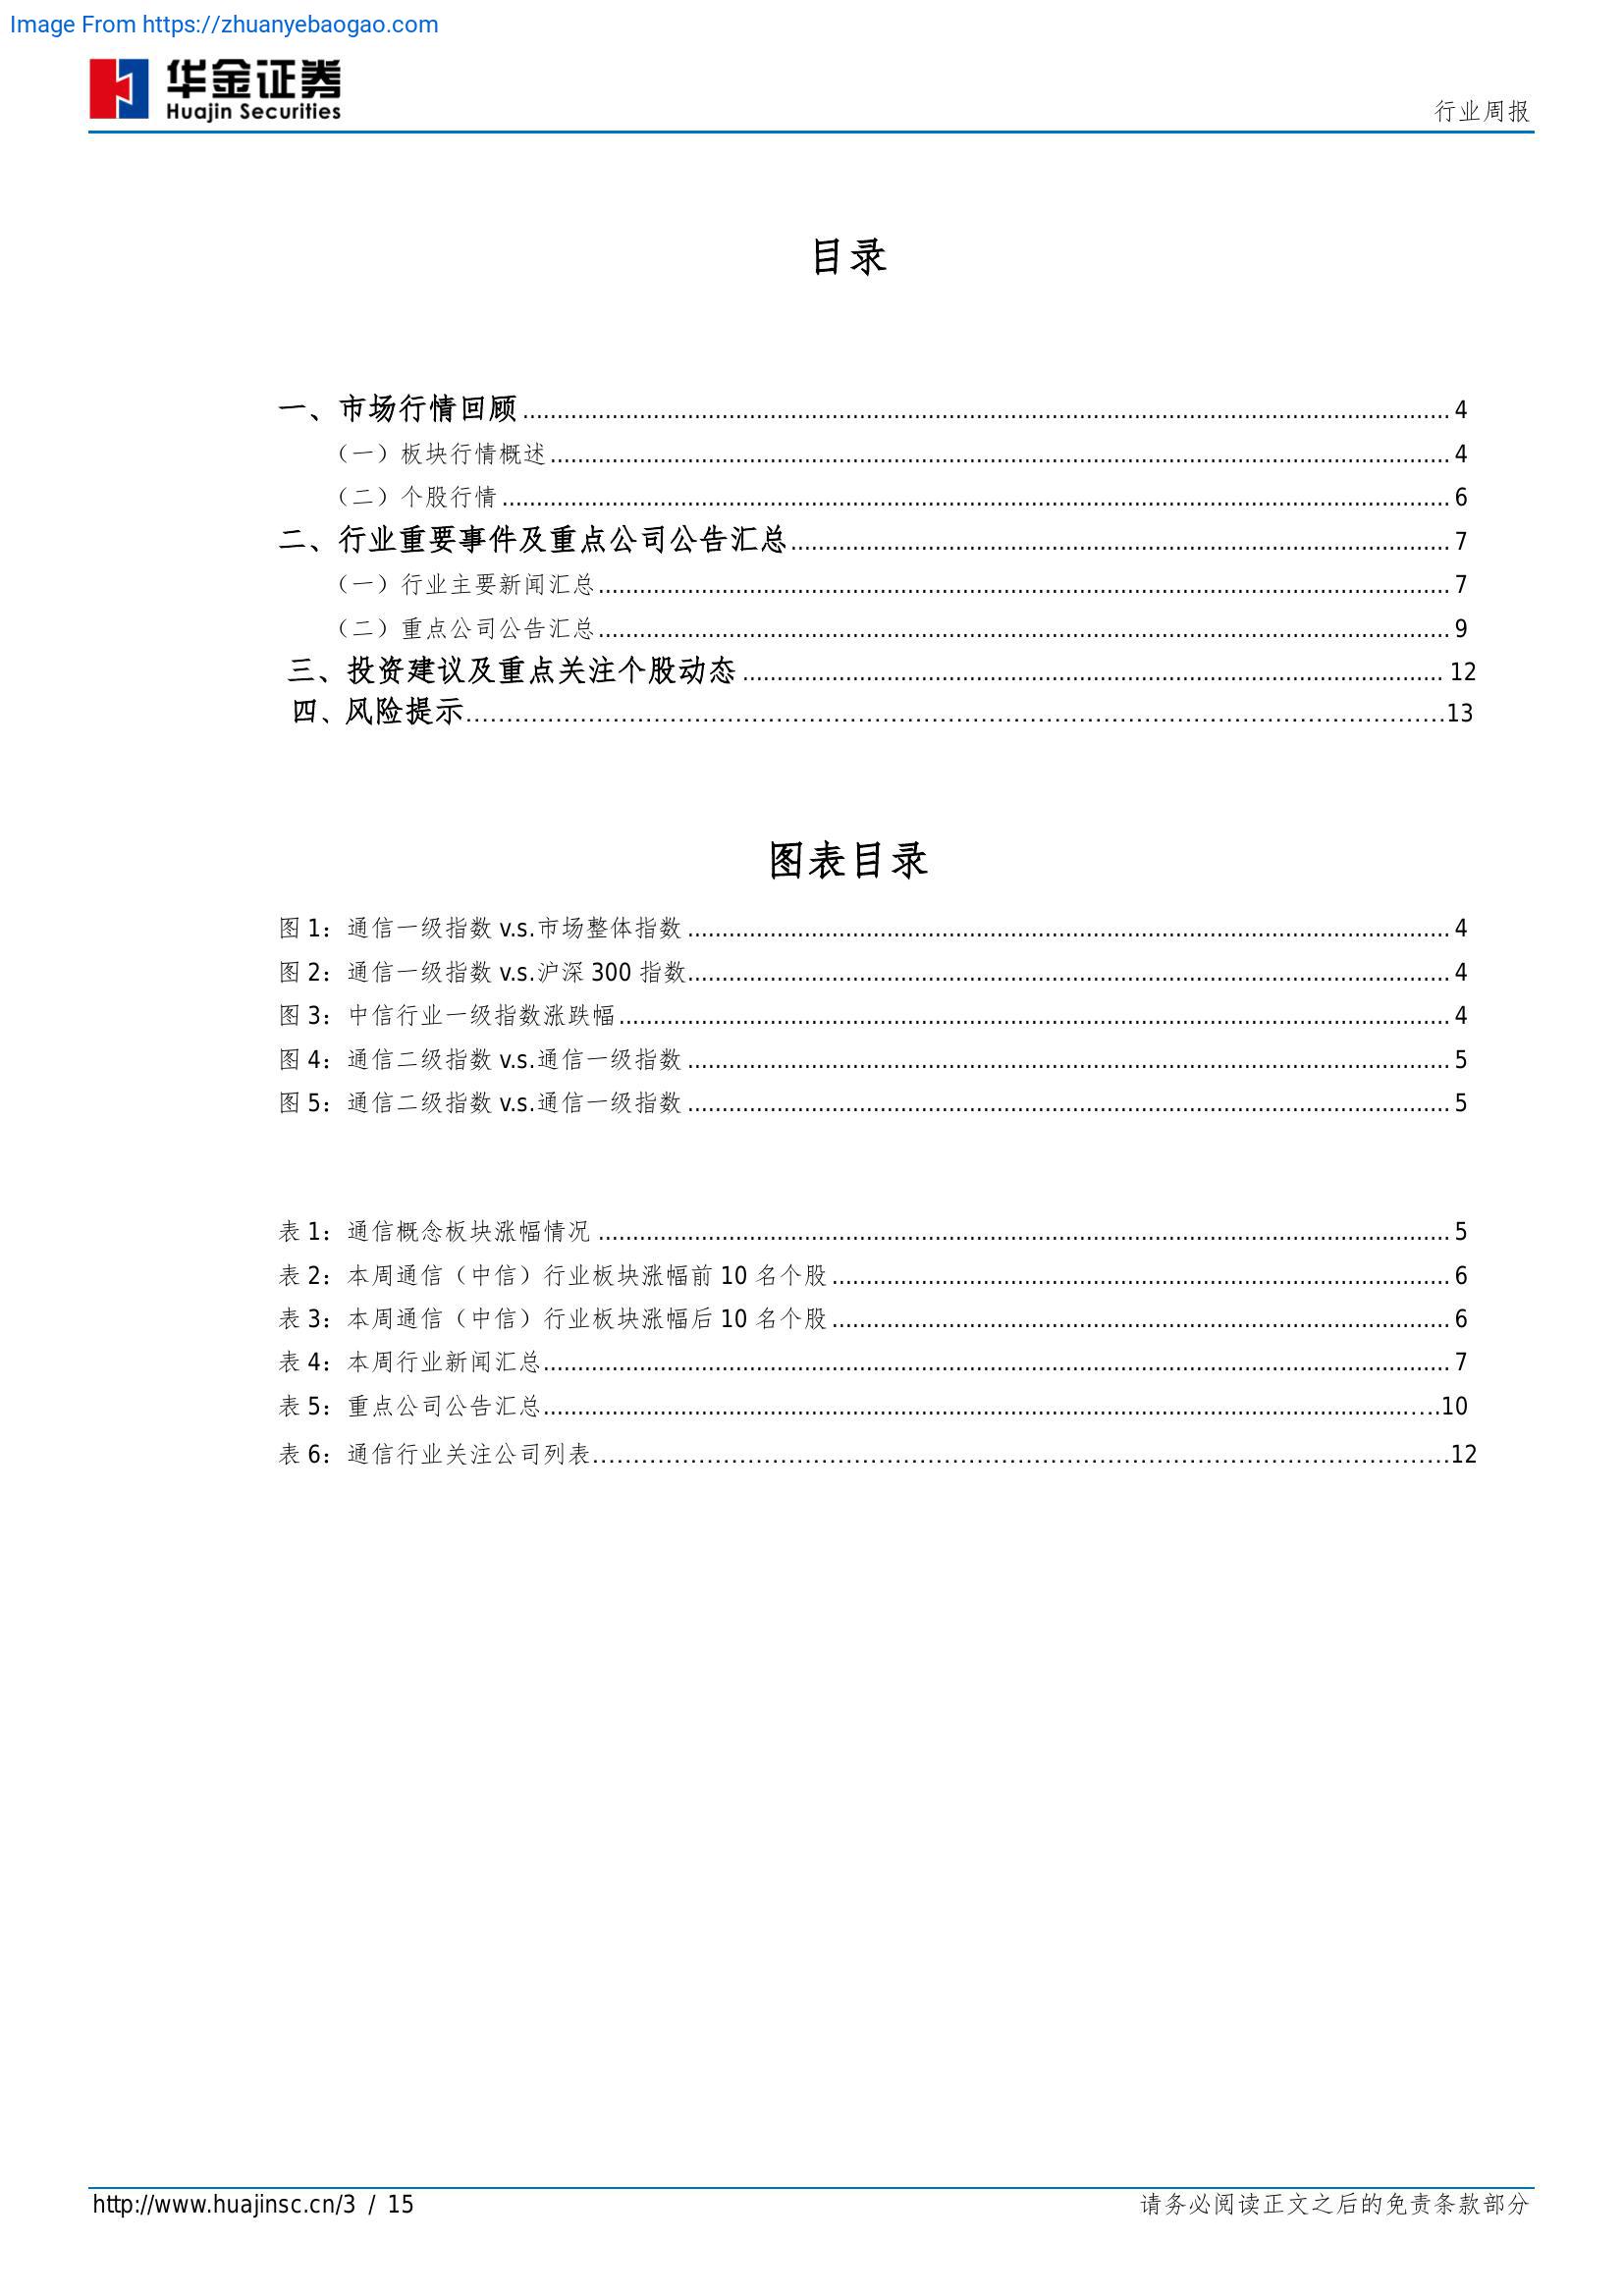 Image From https://zhuanyebaogao.com
华金证券
Huajin Securities
行业周报
目录
一、市场行情回顾 4
（一）板块行情概述 4
（二）个股行情 6
二、行业重要事件及重点公司公告汇总 7
（一）行业主要新闻汇总 7
（二）重点公司公告汇总 9
三、投资建议及重点关注个股动态 12
四、风险提示 13
图表目录
图 1：通信一级指数 v.s.市场整体指数 4
图 2：通信一级指数 v.s.沪深 300 指数 4
图 3：中信行业一级指数涨跌幅 4
图 4：通信二级指数 v.s.通信一级指数 5
图 5：通信二级指数 v.s.通信一级指数 5
表 1：通信概念板块涨幅情况 5
表 2：本周通信（中信）行业板块涨幅前 10 名个股 6
表 3：本周通信（中信）行业板块涨幅后 10 名个股 6
表 4：本周行业新闻汇总 7
表 5：重点公司公告汇总 10
表 6：通信行业关注公司列表 12
http://www.huajinsc.cn/3 / 15
请务必阅读正文之后的免责条款部分